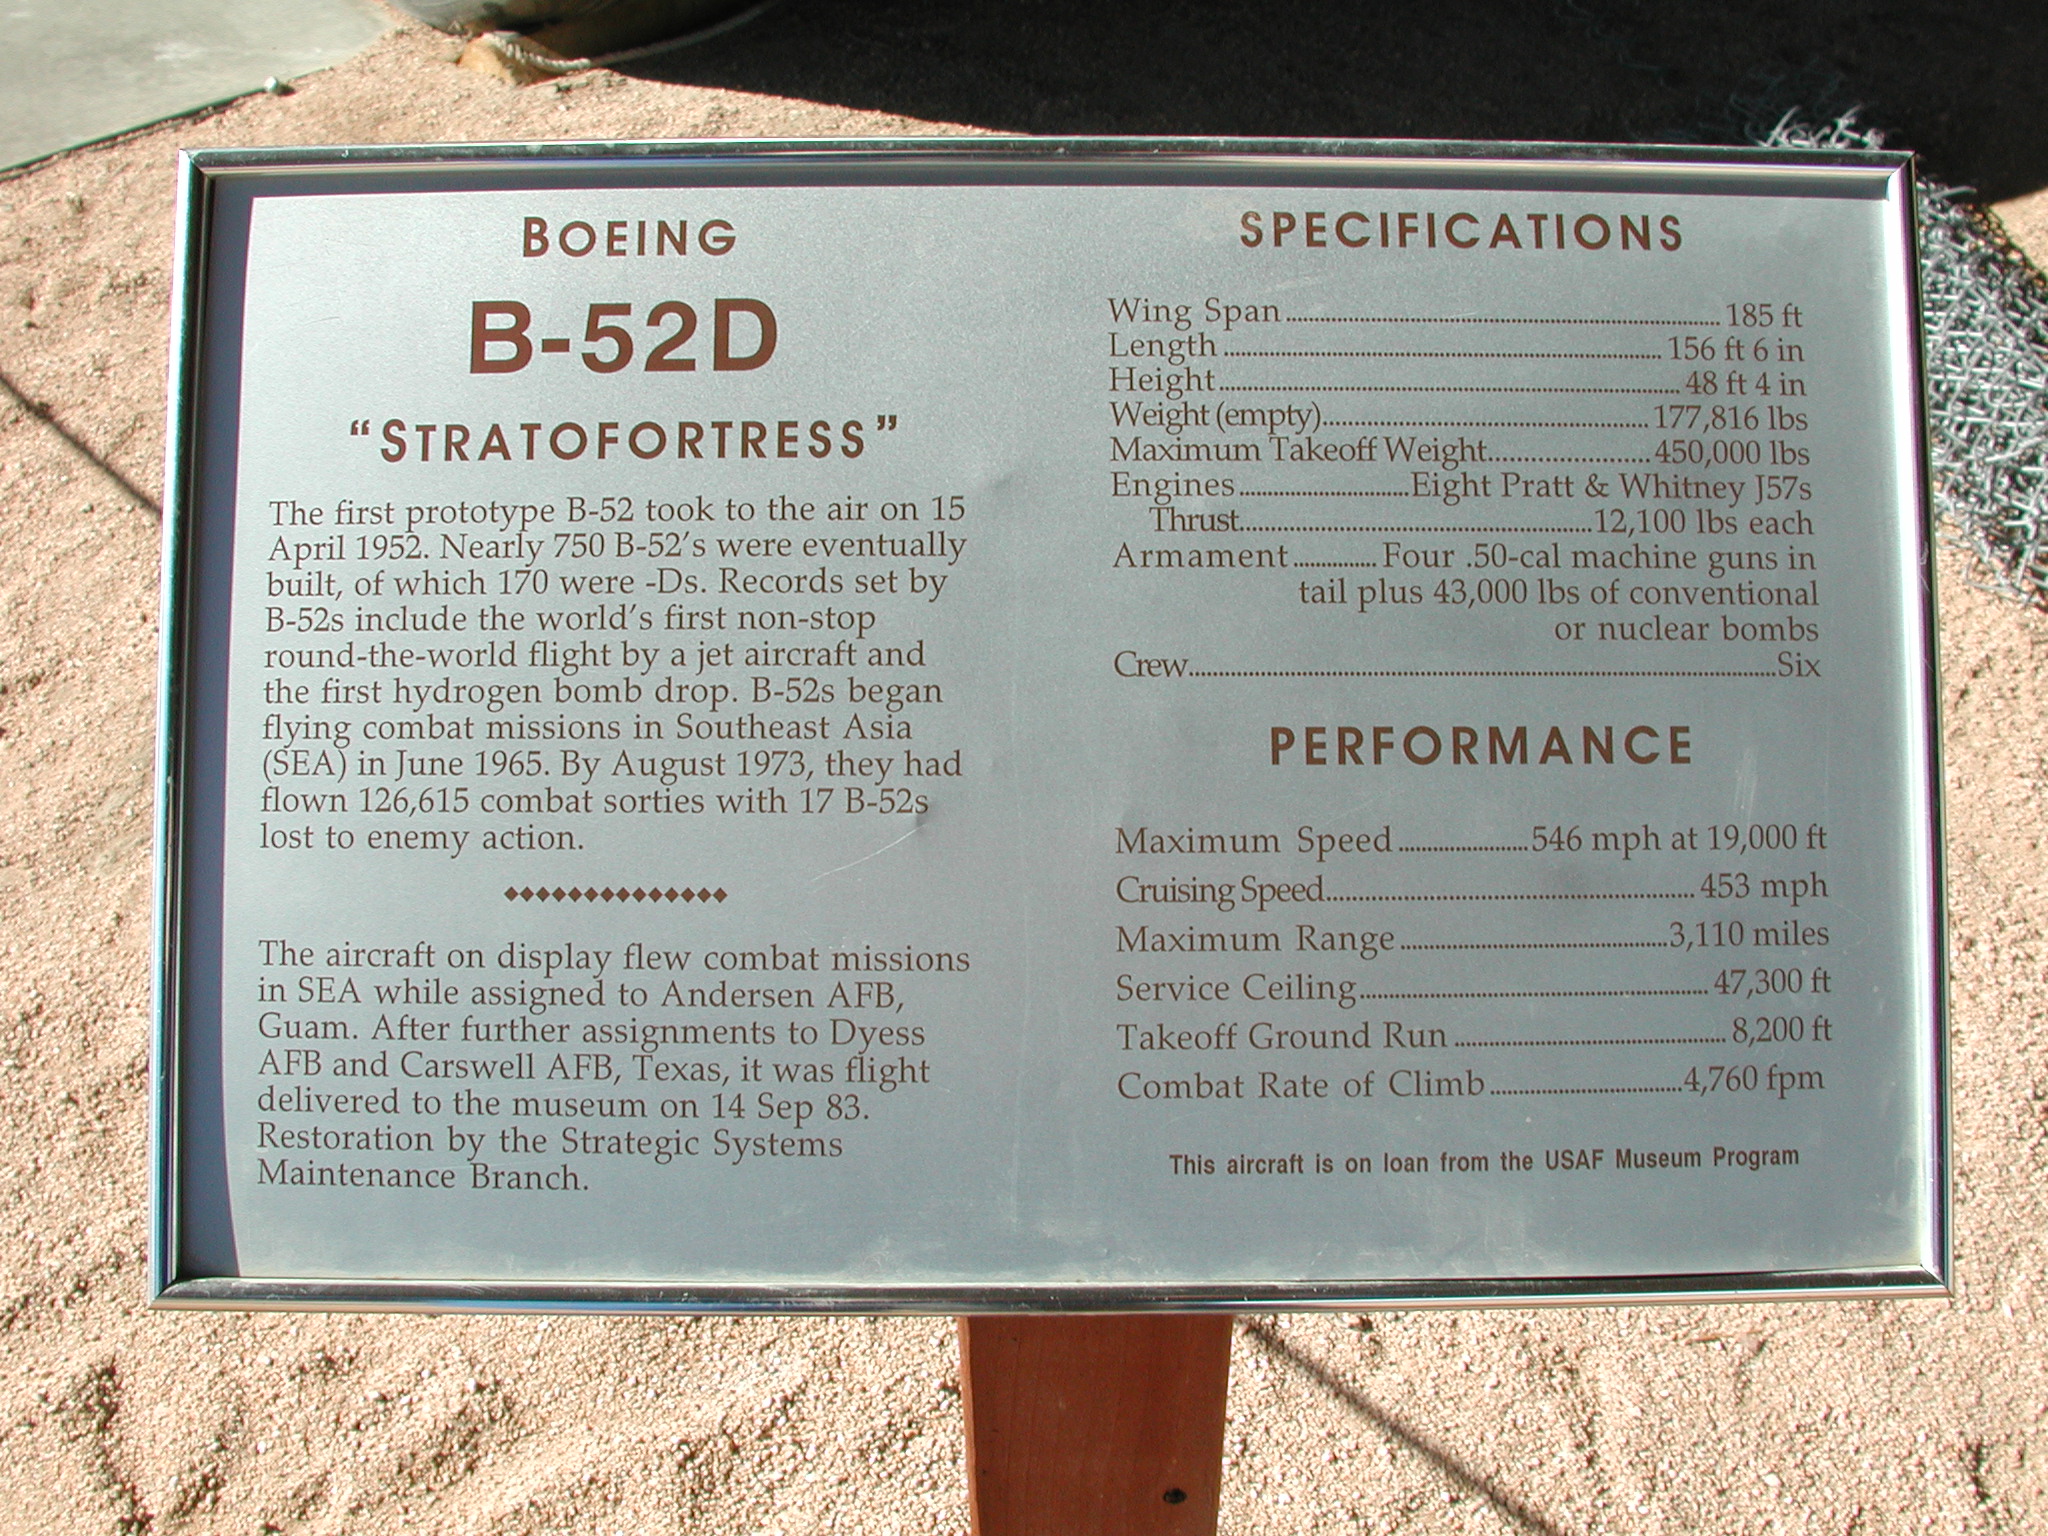 BOEING
B-52D
"STRATOFORTRESS"
The first prototype B-52 took to the air on 15
April 1952. Nearly 750 B-52's were eventually
built, of which 170 were -Ds. Records set by
B-52s include the world's first non-stop
round-the-world flight by a jet aircraft and
the first hydrogen bomb drop. B-52s began
flying combat missions in Southeast Asia
(SEA) in June 1965. By August 1973, they had
flown 126,615 combat sorties with 17 B-52s
lost to enemy action.
The aircraft on display flew combat missions
in SEA while assigned to Andersen AFB,
Guam. After further assignments to Dyess
AFB and Carswell AFB, Texas, it was flight
delivered to the museum on 14 Sep 83.
Restoration by the Strategic Systems
Maintenance Branch.
SPECIFICATIONS
Wing Span 185 ft
Length 156 ft 6 in
Height 48 ft 4 in
Weight (empty) 177,816 lbs
Maximum Takeoff Weight 450,000 lbs
Engines Eight Pratt & Whitney J57s
Thrust 12,100 lbs each
Armament Four .50-cal machine guns in
tail plus 43,000 lbs of conventional
or nuclear bombs
Crew Six
PERFORMANCE
Maximum Speed 546 mph at 19,000 ft
Cruising Speed 453 mph
Maximum Range 3,110 miles
Service Ceiling 47,300 ft
Takeoff Ground Run 8,200 ft
Combat Rate of Climb 4,760 fpm
This aircraft is on loan from the USAF Museum Program